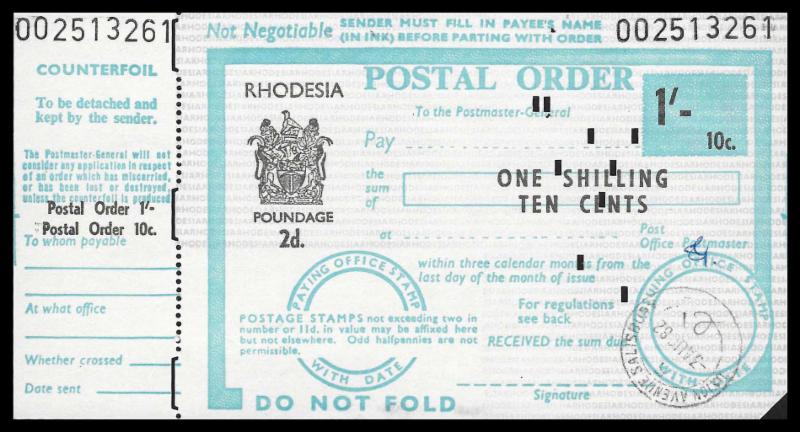 002513261
COUNTERFOIL
To be detached and
kept by the sender.
The Postmaster-General will not
consider any application in respect
of an order which has miscarried,
or has been lost or destroyed,
unless the counterfoil is produced
Postal Order 1/-
Postal Order 10c.
To whom payable
At what office
Whether crossed
Date sent
Not Negotiable
SENDER MUST FILL IN PAYEE'S NAME
(IN INK) BEFORE PARTING WITH ORDER
002513261
RHODESIA
POUNDAGE
2d.
POSTAL ORDER
To the Postmaster-General
1/-
10c.
Pay
the
sum
of
ONE SHILLING
TEN CENTS
at
Post
Office Postmaster
within three calendar months from the
last day of the month of issue
PAYING OFFICE STAMP
WITH DATE
POSTAGE STAMPS not exceeding two in
number or 11d. in value may be affixed here
but not elsewhere. Odd halfpennies are not
permissible.
For regulations
see back
RECEIVED the sum due
ISSUING OFFICE STAMP
WITH DATE
Signature
DO NOT FOLD